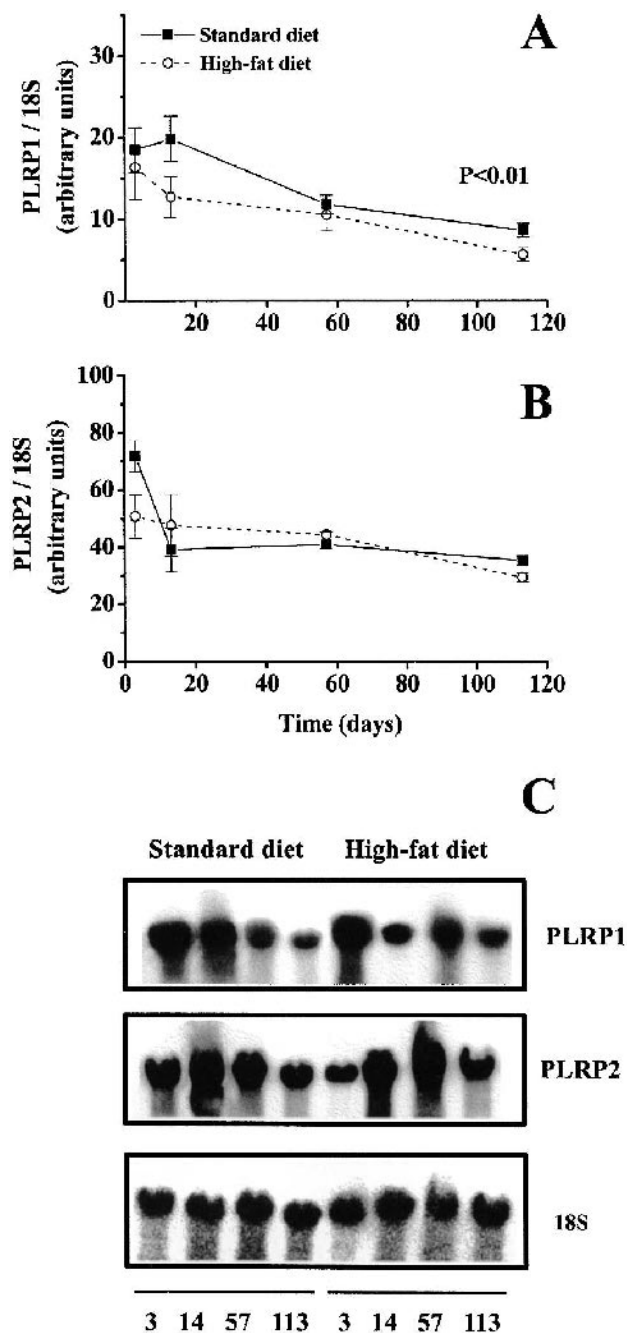 A
Standard diet
High-fat diet
PLRP1 / 18S
(arbitrary units)
30
20
10
0
P<0.01
20 40 60 80 100 120
B
PLRP2 / 18S
(arbitrary units)
100
80
60
40
20
0
0 20 40 60 80 100 120
Time (days)
C
Standard diet High-fat diet
PLRP1
PLRP2
18S
3 14 57 113 3 14 57 113